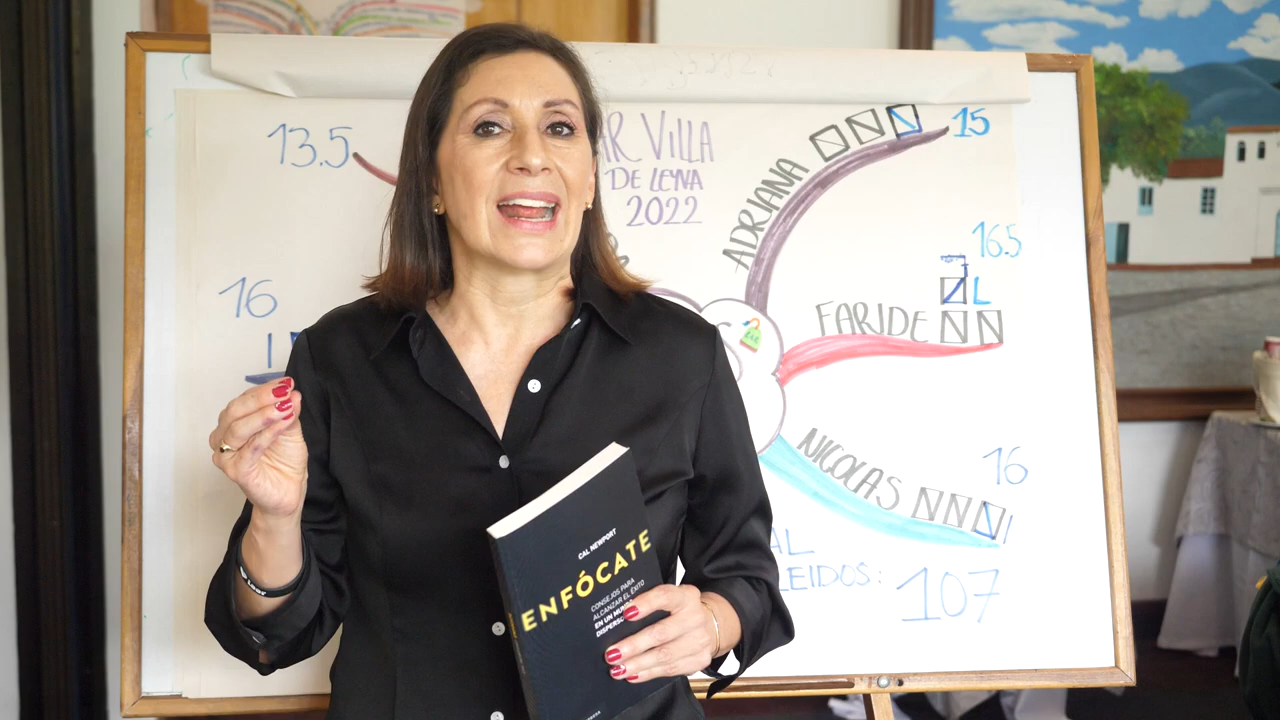 13.5
AR VILLA
DE LEYVA
2022
15
ADRIANA
16.5
L
FARIDE
16
NICOLAS
16
AL
LEIDOS:
107
CAL NEWPORT
ENFÓCATE
CONSEJOS PARA
ALCANZAR EL ÉXITO
EN UN MUNDO
DISPERSO